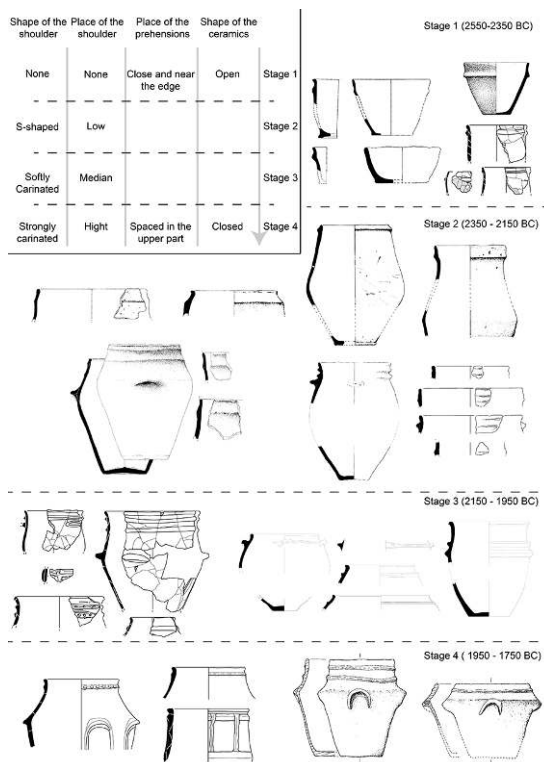 Shape of the shoulder
Place of the shoulder
Place of the prehensions
Shape of the ceramics
None
None
Close and near the edge
Open
Stage 1
S-shaped
Low
Stage 2
Softly Carinated
Median
Stage 3
Strongly carinated
Hight
Spaced in the upper part
Closed
Stage 4
Stage 1 (2550-2350 BC)
Stage 2 (2350 - 2150 BC)
Stage 3 (2150 - 1950 BC)
Stage 4 ( 1950 - 1750 BC)